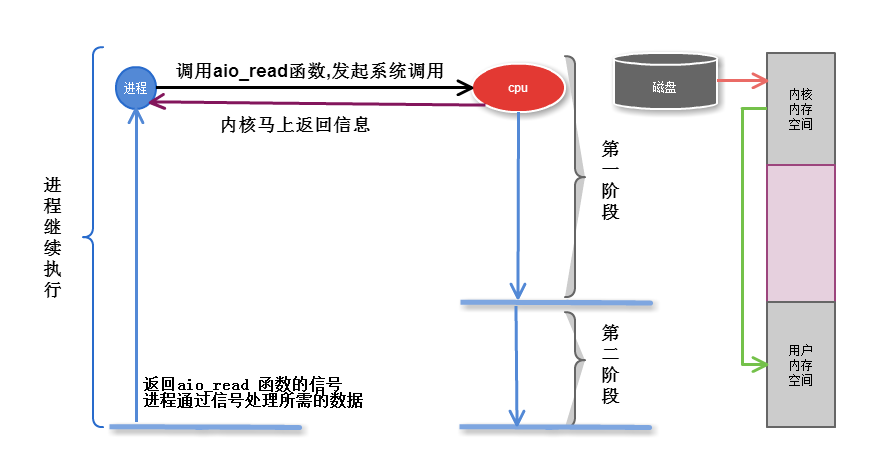 调用aio_read函数,发起系统调用
进程
cpu
磁盘
内核马上返回信息
内核
内存
空间
第一阶段
进程继续执行
第二阶段
用户
内存
空间
返回aio_read 函数的信号
进程通过信号处理所需的数据